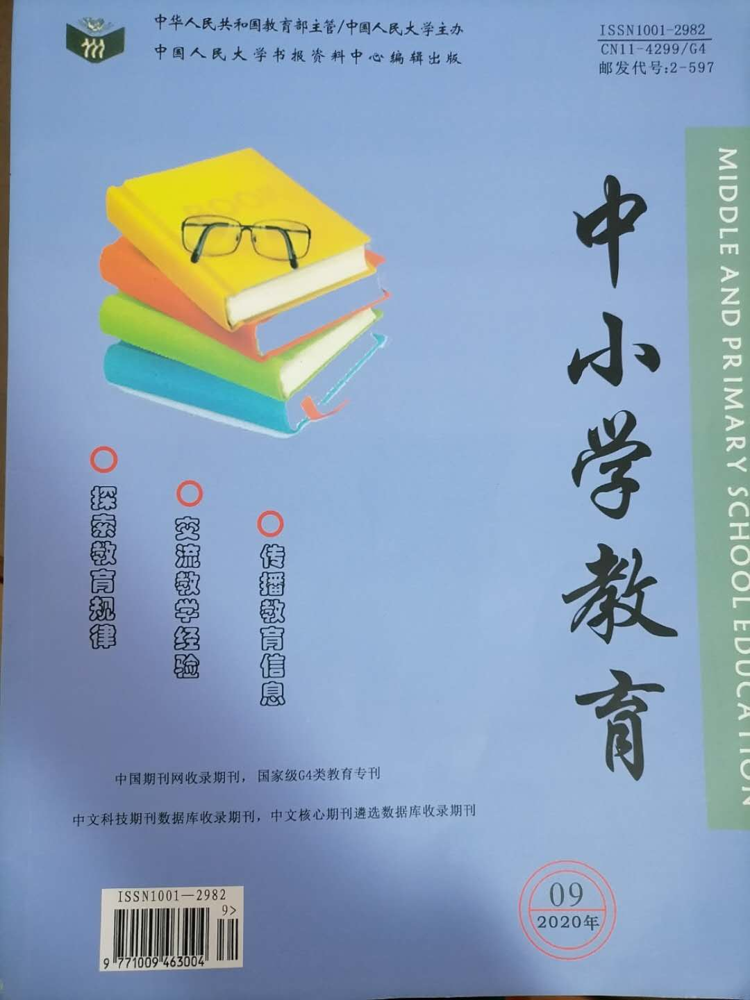 中华人民共和国教育部主管/中国人民大学主办
中国人民大学书报资料中心编辑出版
ISSN1001-2982
CN11-4299/G4
邮发代号:2-597
MIDDLE AND PRIMARY SCHOOL EDUCATION
中小学教育
探索教育规律
交流教学经验
传播教育信息
中国期刊网收录期刊，国家级G4类教育专刊
中文科技期刊数据库收录期刊，中文核心期刊遴选数据库收录期刊
09
2020年
ISSN1001—2982
9>
9 771009 463004